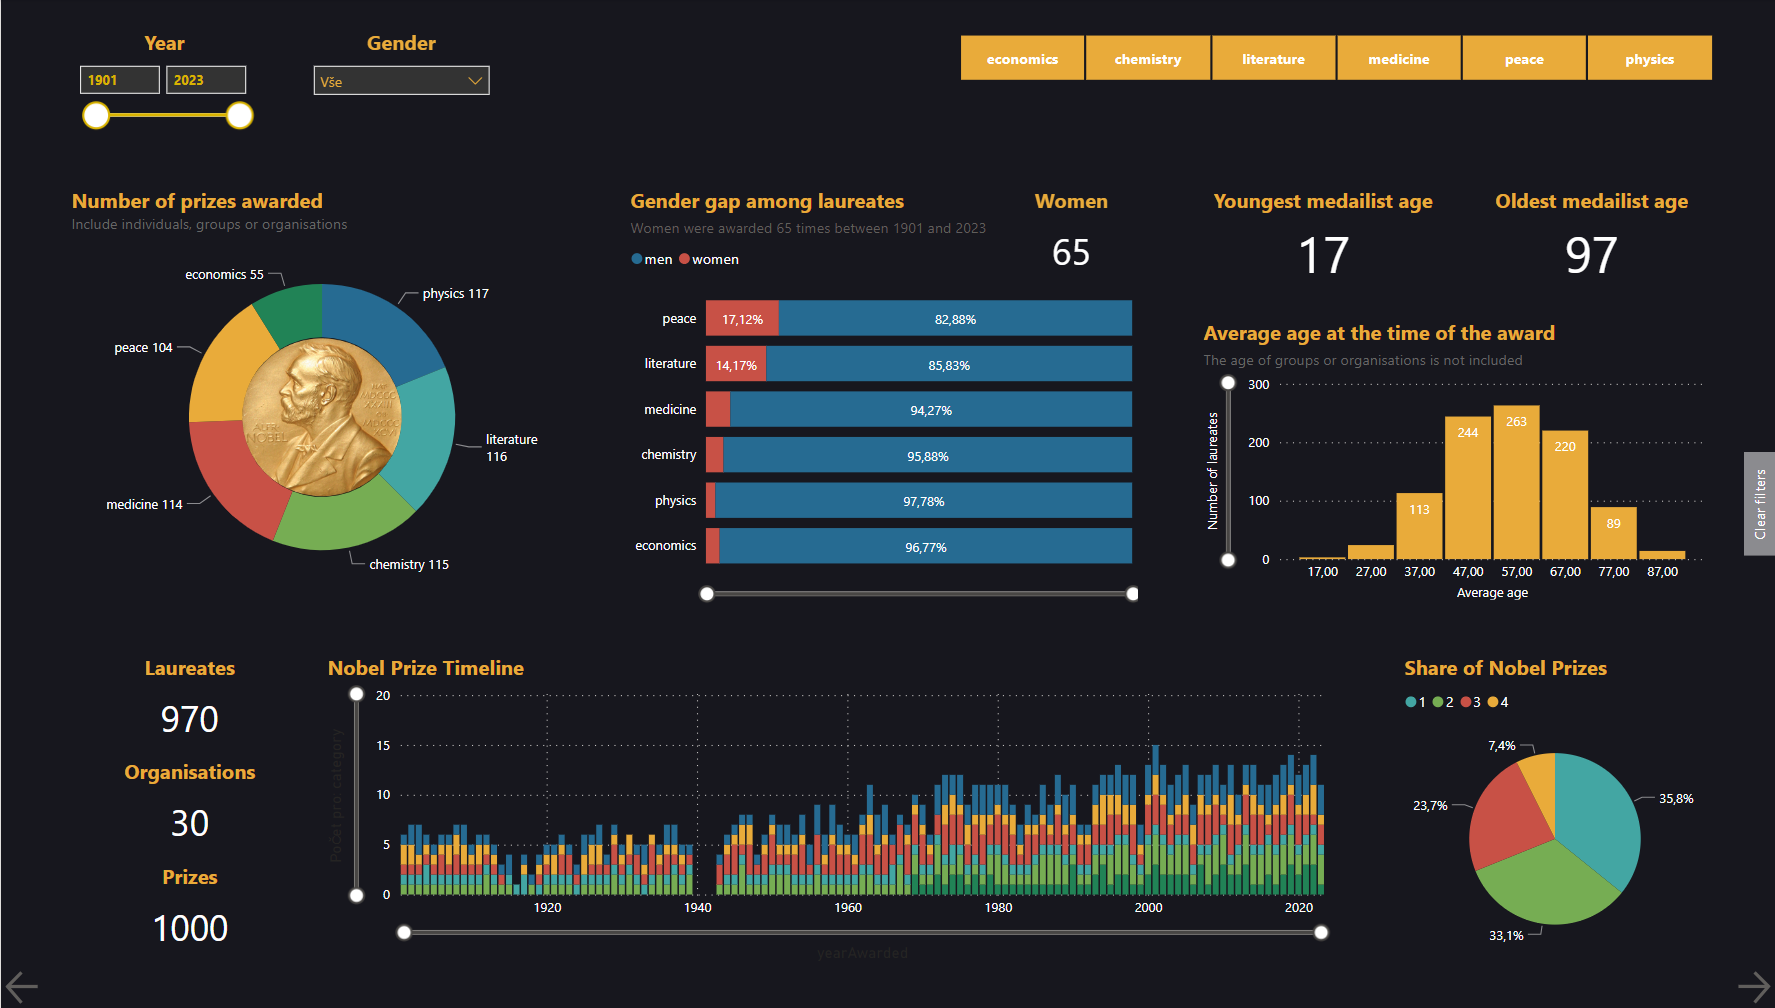 Year
Gender
1901
2023
Vše
economics
chemistry
literature
medicine
peace
physics
Number of prizes awarded
Include individuals, groups or organisations
economics 55
physics 117
peace 104
literature
116
medicine 114
chemistry 115
ALFR
NOBEL
Gender gap among laureates
Women were awarded 65 times between 1901 and 2023
men
women
Women
65
peace
17,12%
82,88%
literature
14,17%
85,83%
medicine
94,27%
chemistry
95,88%
physics
97,78%
economics
96,77%
Youngest medailist age
17
Oldest medailist age
97
Average age at the time of the award
The age of groups or organisations is not included
Number of laureates
300
200
100
0
113
244
263
220
89
17,00
27,00
37,00
47,00
57,00
67,00
77,00
87,00
Average age
Clear filters
Laureates
970
Organisations
30
Prizes
1000
Nobel Prize Timeline
Počat pro category
20
15
10
5
0
1920
1940
1960
1980
2000
2020
yearAwarded
Share of Nobel Prizes
1
2
3
4
7,4%
35,8%
23,7%
33,1%